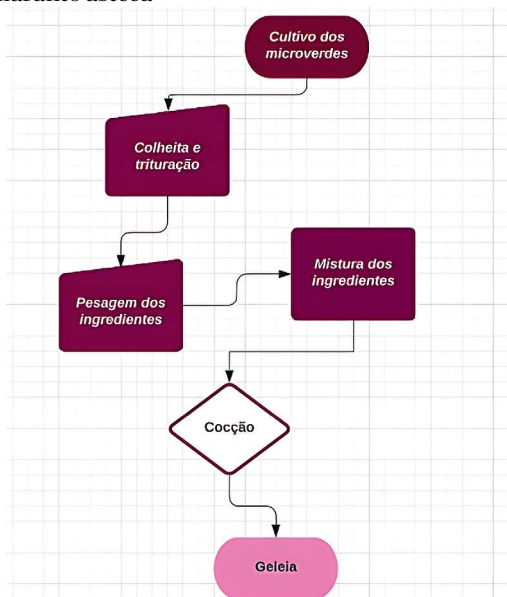 Cultivo dos
microverdes
Colheita e
trituração
Pesagem dos
ingredientes
Mistura dos
ingredientes
Cocção
Geleia